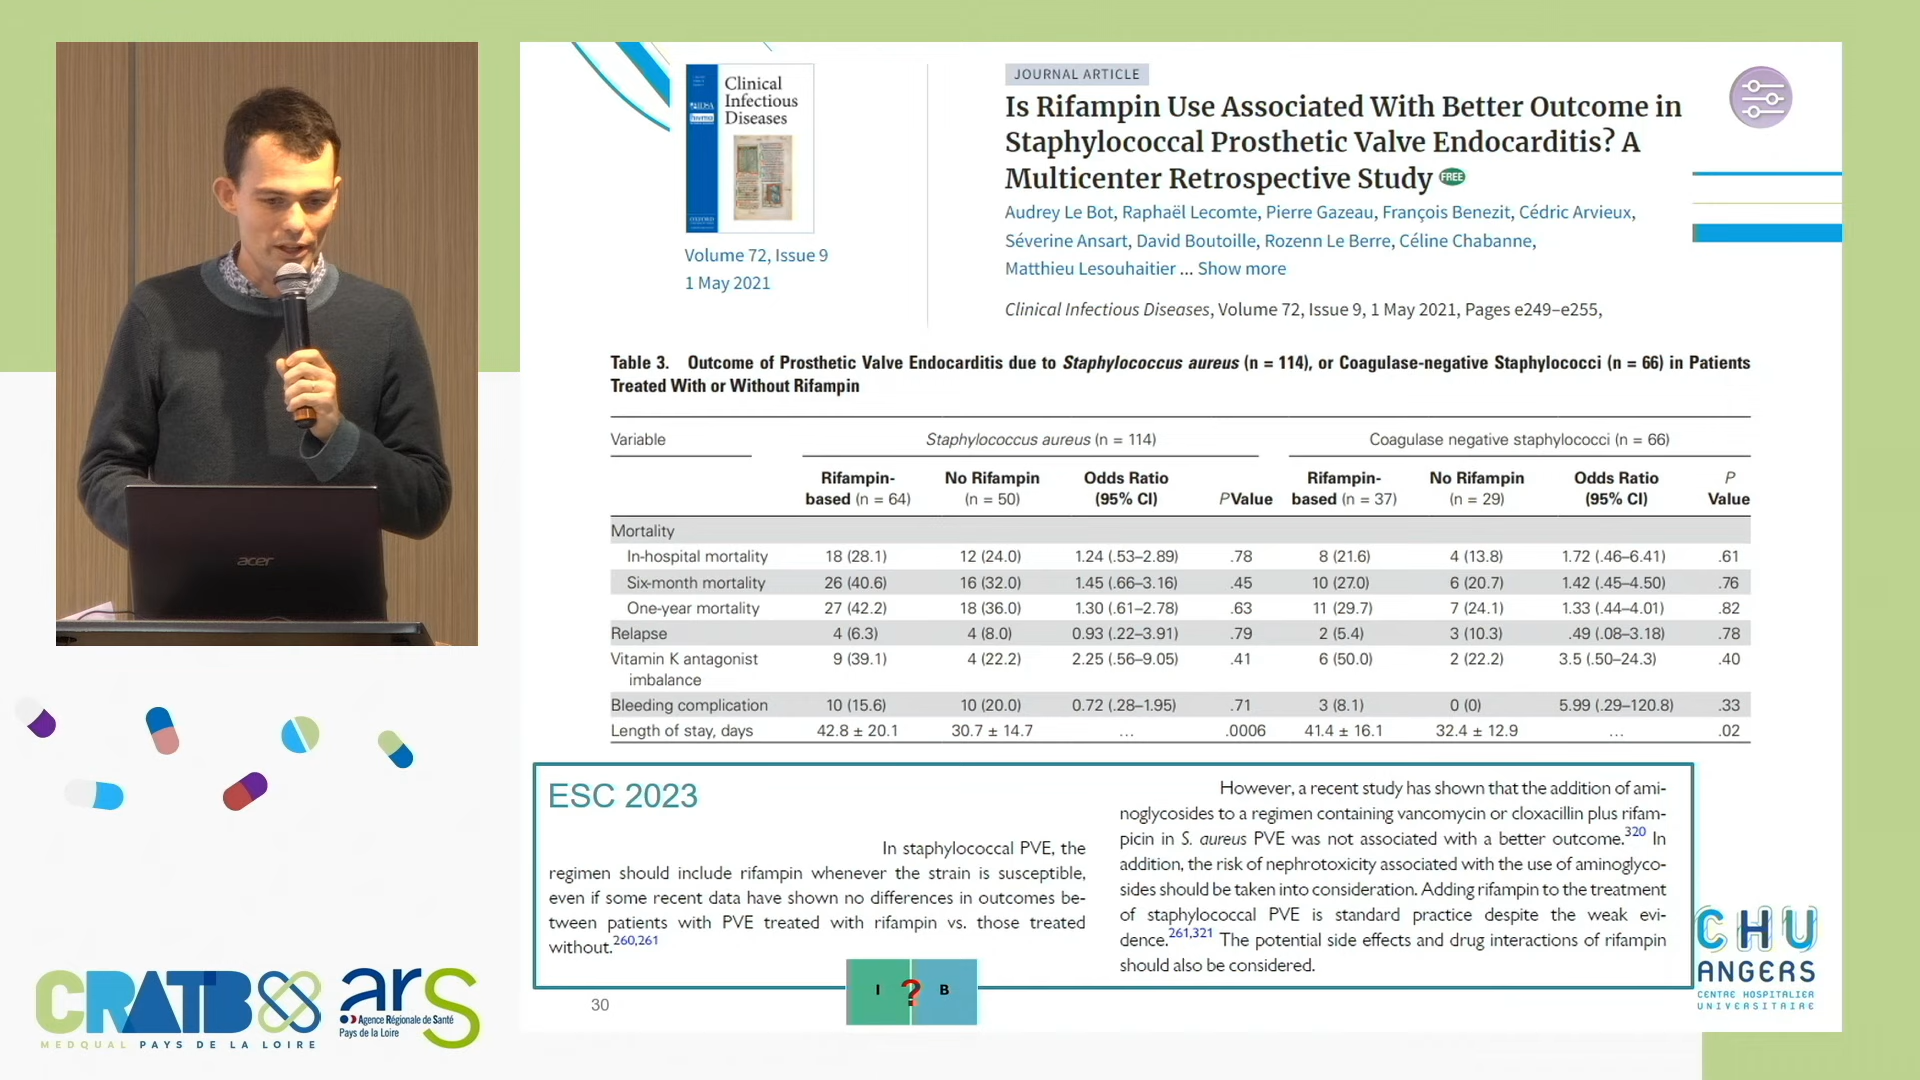 Clinical
Infectious
Diseases
IDSA
OXFORD
Volume 72, Issue 9
1 May 2021
JOURNAL ARTICLE
Is Rifampin Use Associated With Better Outcome in
Staphylococcal Prosthetic Valve Endocarditis? A
Multicenter Retrospective Study FREE
Audrey Le Bot, Raphaël Lecomte, Pierre Gazeau, François Benezit, Cédric Arvieux,
Séverine Ansart, David Boutoille, Rozenn Le Berre, Céline Chabanne,
Matthieu Lesouhaitier ... Show more
Clinical Infectious Diseases, Volume 72, Issue 9, 1 May 2021, Pages e249–e255,
Table 3. Outcome of Prosthetic Valve Endocarditis due to Staphylococcus aureus (n = 114), or Coagulase-negative Staphylococci (n = 66) in Patients
Treated With or Without Rifampin
Variable Staphylococcus aureus (n = 114) Coagulase negative staphylococci (n = 66)
Rifampin- No Rifampin Odds Ratio Rifampin- No Rifampin Odds Ratio P
based (n = 64) (n = 50) (95% CI) P Value based (n = 37) (n = 29) (95% CI) Value
Mortality
In-hospital mortality 18 (28.1) 12 (24.0) 1.24 (.53–2.89) .78 8 (21.6) 4 (13.8) 1.72 (.46–6.41) .61
Six-month mortality 26 (40.6) 16 (32.0) 1.45 (.66–3.16) .45 10 (27.0) 6 (20.7) 1.42 (.45–4.50) .76
One-year mortality 27 (42.2) 18 (36.0) 1.30 (.61–2.78) .63 11 (29.7) 7 (24.1) 1.33 (.44–4.01) .82
Relapse 4 (6.3) 4 (8.0) 0.93 (.22–3.91) .79 2 (5.4) 3 (10.3) .49 (.08–3.18) .78
Vitamin K antagonist 9 (39.1) 4 (22.2) 2.25 (.56–9.05) .41 6 (50.0) 2 (22.2) 3.5 (.50–24.3) .40
imbalance
Bleeding complication 10 (15.6) 10 (20.0) 0.72 (.28–1.95) .71 3 (8.1) 0 (0) 5.99 (.29–120.8) .33
Length of stay, days 42.8 ± 20.1 30.7 ± 14.7 ... .0006 41.4 ± 16.1 32.4 ± 12.9 ... .02
ESC 2023
In staphylococcal PVE, the
regimen should include rifampin whenever the strain is susceptible,
even if some recent data have shown no differences in outcomes be-
tween patients with PVE treated with rifampin vs. those treated
without.260,261
However, a recent study has shown that the addition of ami-
noglycosides to a regimen containing vancomycin or cloxacillin plus rifam-
picin in S. aureus PVE was not associated with a better outcome.320 In
addition, the risk of nephrotoxicity associated with the use of aminoglyco-
sides should be taken into consideration. Adding rifampin to the treatment
of staphylococcal PVE is standard practice despite the weak evi-
dence.261,321 The potential side effects and drug interactions of rifampin
should also be considered.
I ? B
30
CHU
ANGERS
CENTRE HOSPITALIER
UNIVERSITAIRE
acer
CRATB
MEDQUAL PAYS DE LA LOIRE
ars
Agence Régionale de Santé
Pays de la Loire